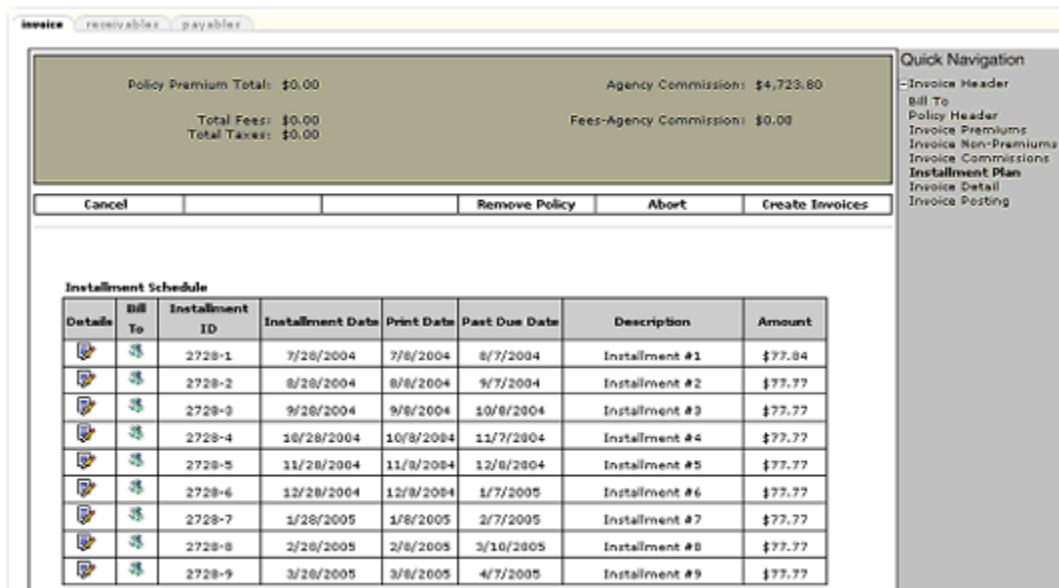 invoice receivables payables
Policy Premium Total: $0.00 Agency Commission: $4,723.80
Total Fees: $0.00 Fees-Agency Commission: $0.00
Total Taxes: $0.00
Cancel Remove Policy Abort Create Invoices
Quick Navigation
Invoice Header
Bill To
Policy Header
Invoice Premiums
Invoice Non-Premiums
Invoice Commissions
Installment Plan
Invoice Detail
Invoice Posting
Installment Schedule
Details Bill To Installment ID Installment Date Print Date Past Due Date Description Amount
2728-1 7/28/2004 7/8/2004 8/7/2004 Installment #1 $77.84
2728-2 8/28/2004 8/8/2004 9/7/2004 Installment #2 $77.77
2728-3 9/28/2004 9/8/2004 10/8/2004 Installment #3 $77.77
2728-4 10/28/2004 10/8/2004 11/7/2004 Installment #4 $77.77
2728-5 11/28/2004 11/8/2004 12/8/2004 Installment #5 $77.77
2728-6 12/28/2004 12/8/2004 1/7/2005 Installment #6 $77.77
2728-7 1/28/2005 1/8/2005 2/7/2005 Installment #7 $77.77
2728-8 2/28/2005 2/8/2005 3/10/2005 Installment #8 $77.77
2728-9 3/28/2005 3/8/2005 4/7/2005 Installment #9 $77.77